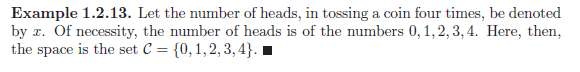 Example 1.2.13. Let the number of heads, in tossing a coin four times, be denoted
by x. Of necessity, the number of heads is of the numbers 0, 1, 2, 3, 4. Here, then,
the space is the set C = {0, 1, 2, 3, 4}. ■